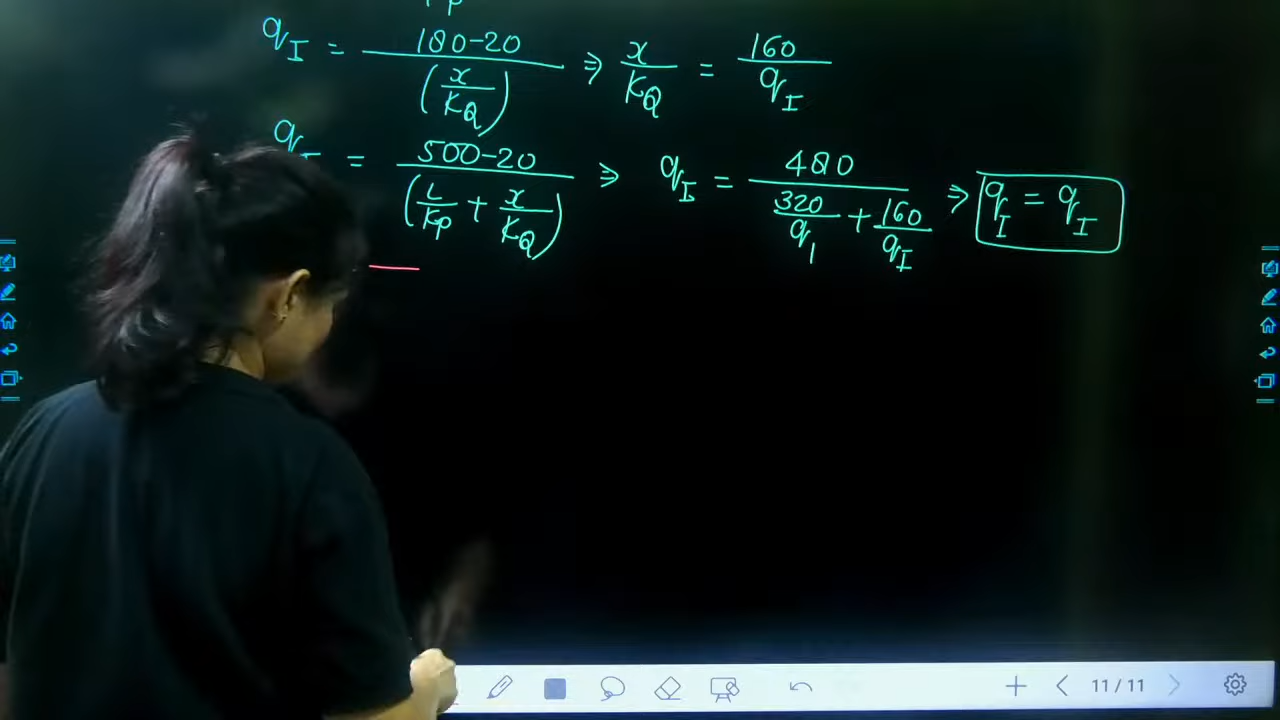 q_I = 180-20 / (x/K_Q) ⇒ x/K_Q = 160/q_I
= 500-20 / (L/K_P + x/K_Q) ⇒ q_I = 480 / (320/q_1 + 160/q_I) ⇒ q_I = q_I
11 / 11